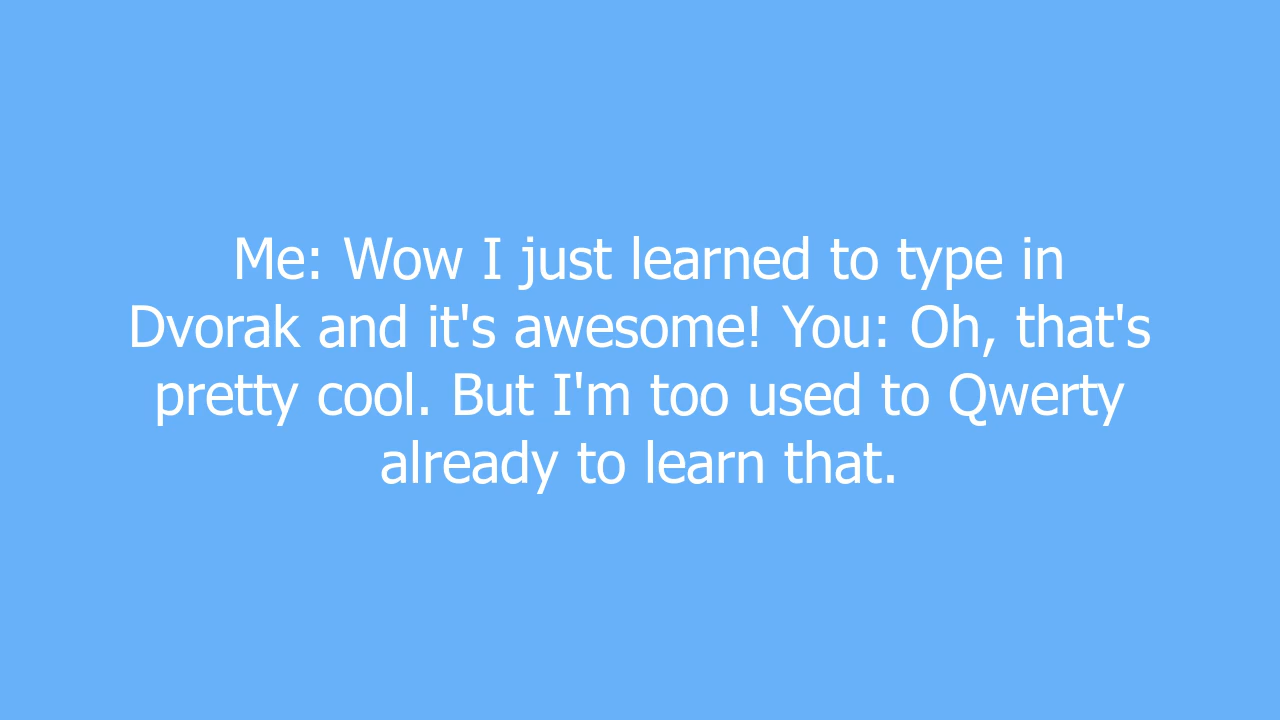 Me: Wow I just learned to type in
Dvorak and it's awesome! You: Oh, that's
pretty cool. But I'm too used to Qwerty
already to learn that.